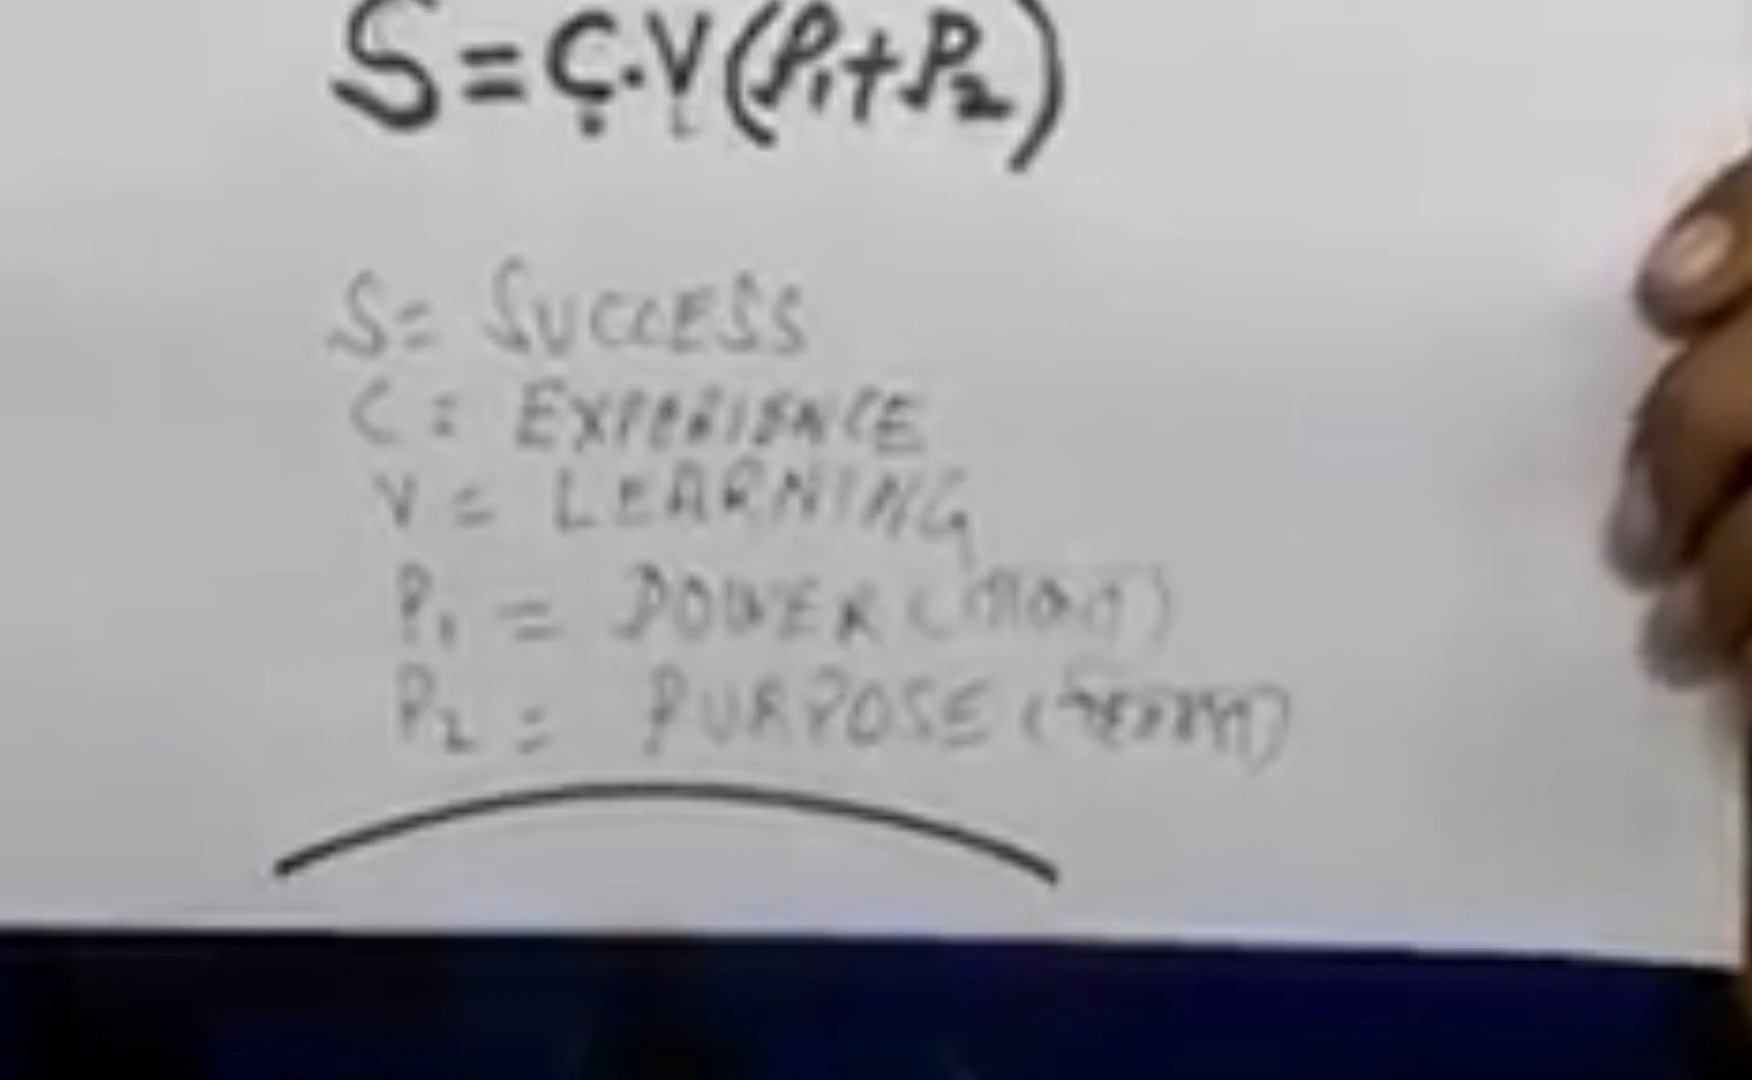 S=C.V(P1+P2)
S= SUCCESS
C= EXPERIENCE
V= LEARNING
P1 = POWER
P2 = PURPOSE